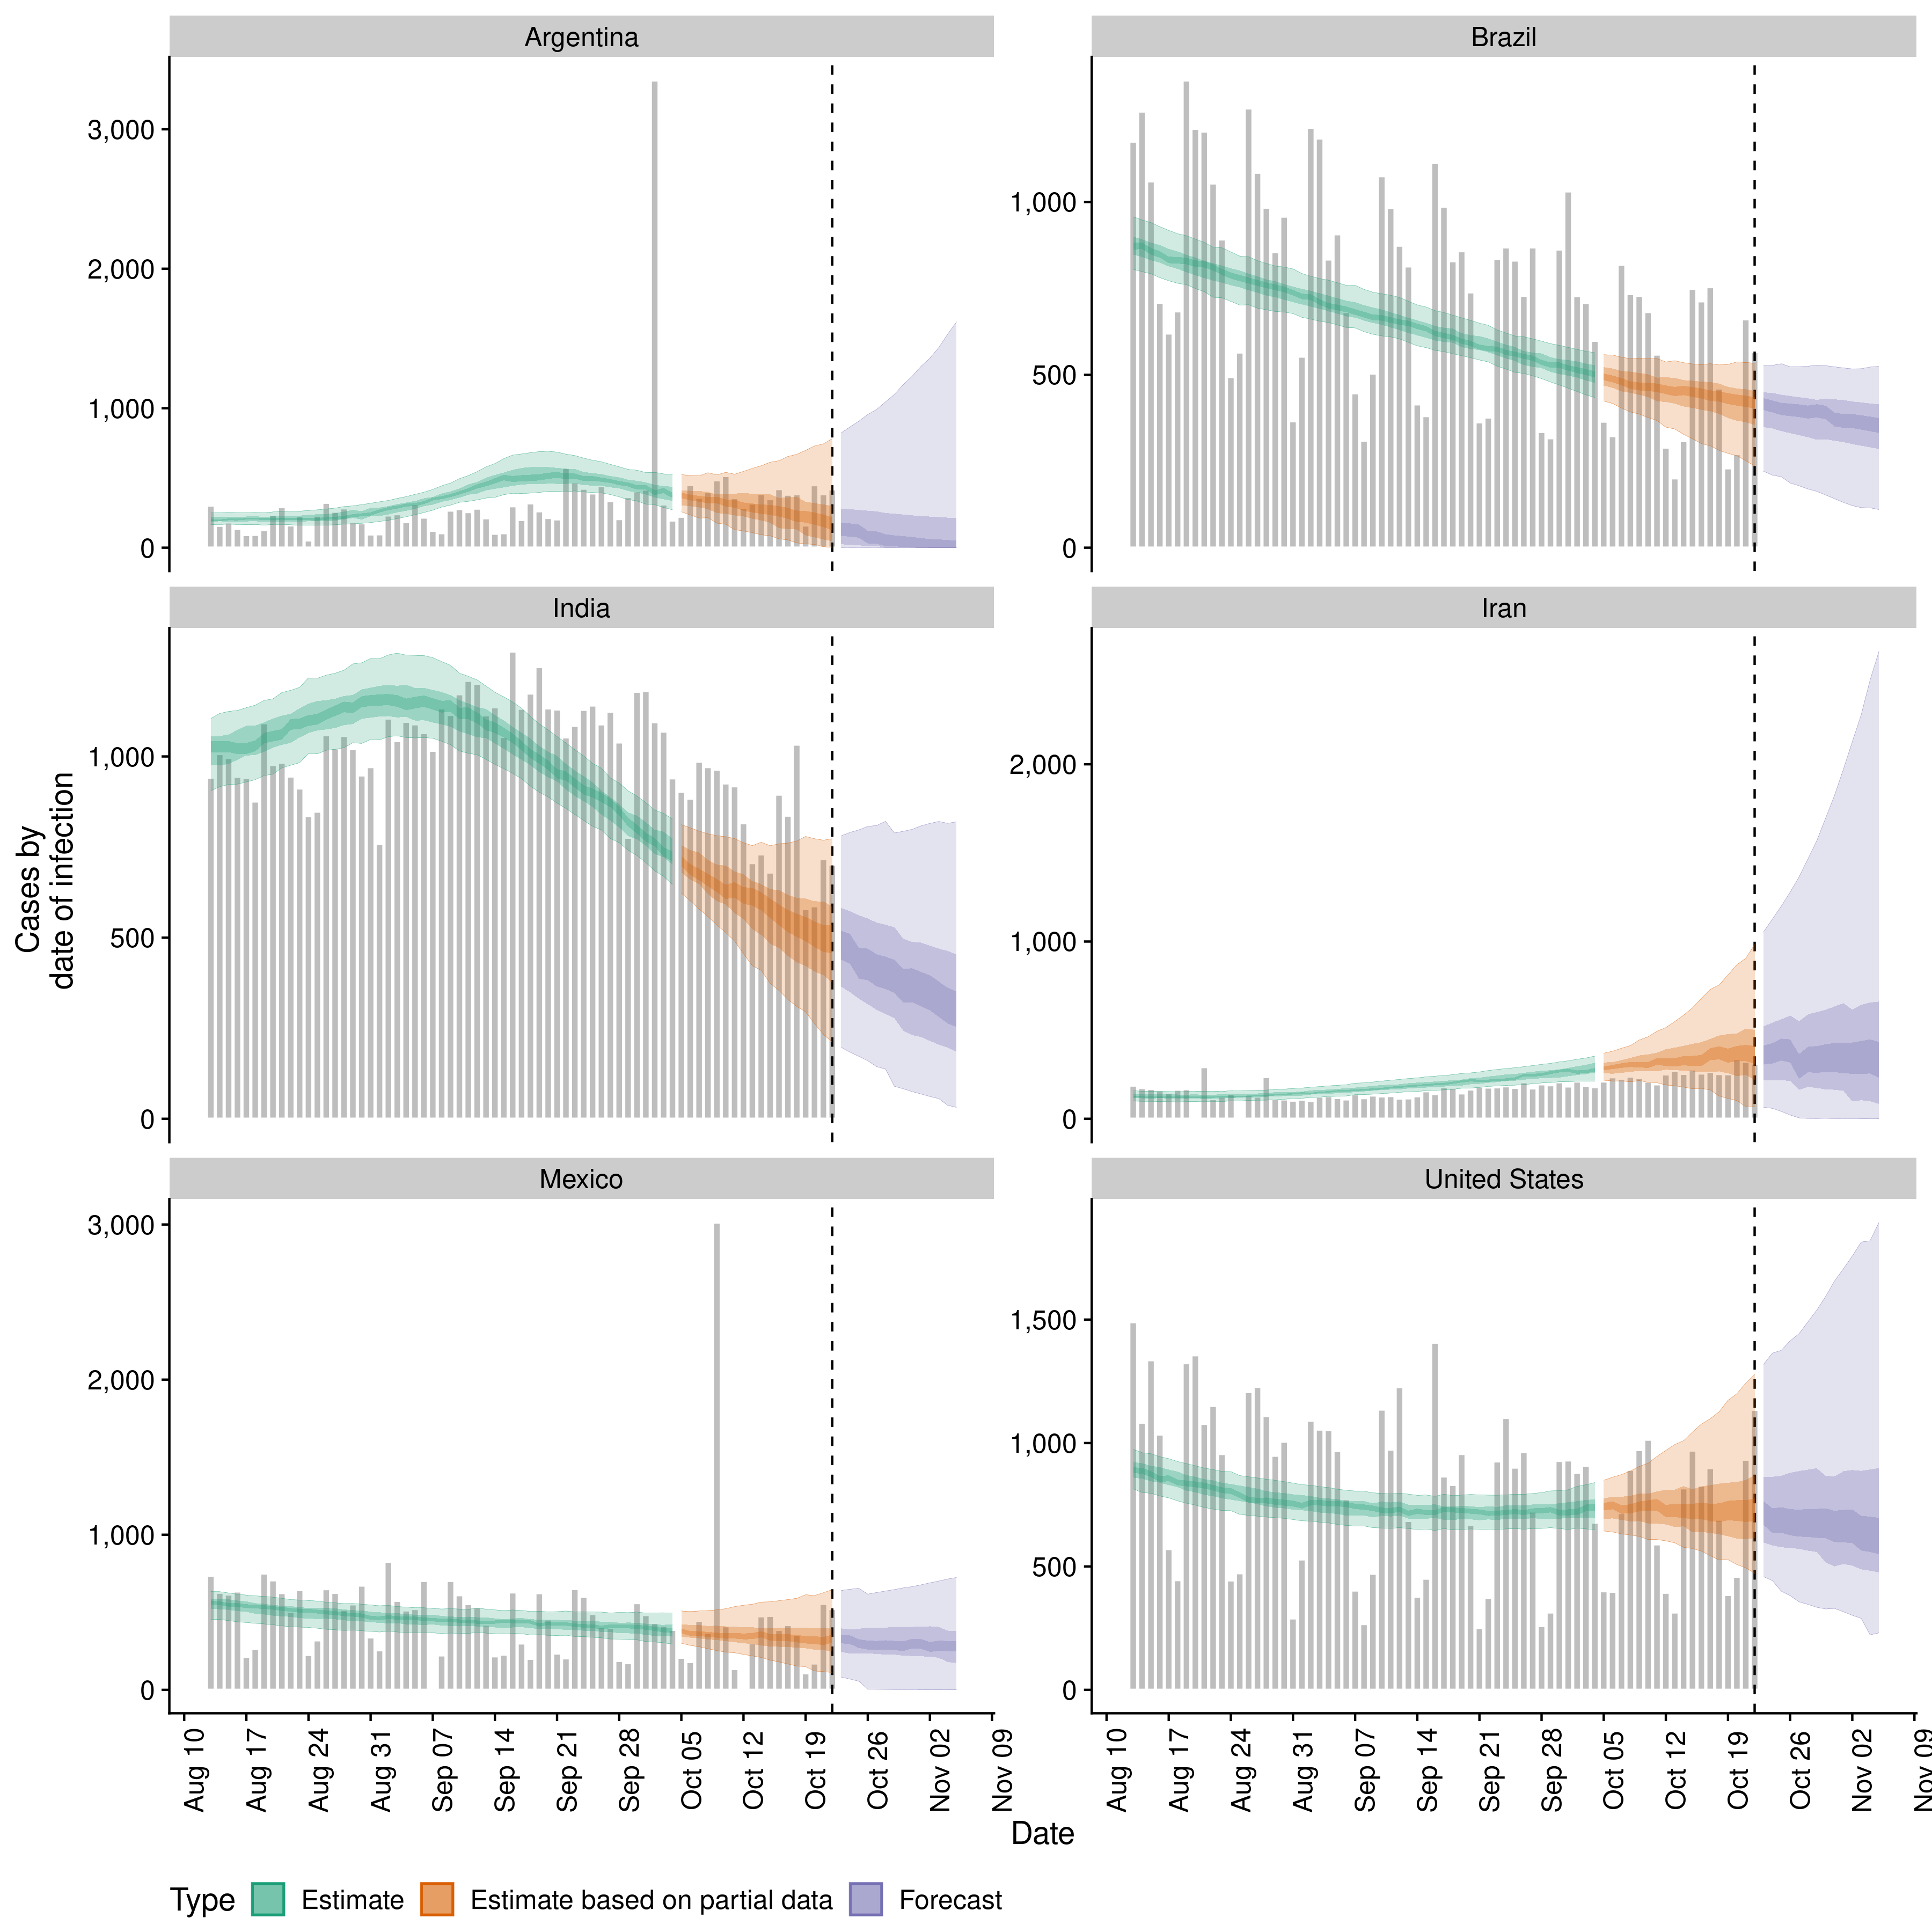 Argentina
Brazil
3,000
2,000
1,000
0
1,000
500
0
India
Iran
1,000
500
0
2,000
1,000
0
Cases by
date of infection
Mexico
United States
3,000
2,000
1,000
0
1,500
1,000
500
0
Aug 10
Aug 17
Aug 24
Aug 31
Sep 07
Sep 14
Sep 21
Sep 28
Oct 05
Oct 12
Oct 19
Oct 26
Nov 02
Nov 09
Aug 10
Aug 17
Aug 24
Aug 31
Sep 07
Sep 14
Sep 21
Sep 28
Oct 05
Oct 12
Oct 19
Oct 26
Nov 02
Nov 09
Date
Type Estimate Estimate based on partial data Forecast